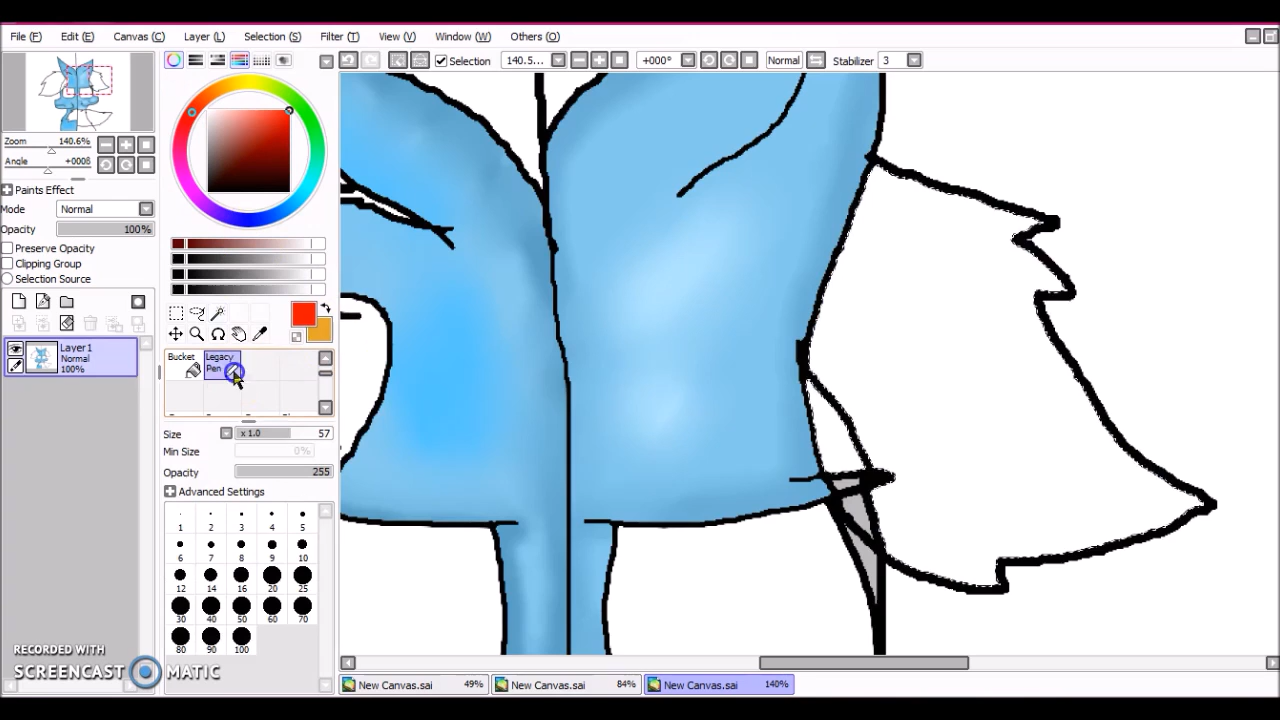 File (F) Edit (E) Canvas (C) Layer (L) Selection (S) Filter (T) View (V) Window (W) Others (O)
Selection 140.5... +000° Normal Stabilizer 3
Zoom 140.6%
Angle +000ß
Paints Effect
Mode Normal
Opacity 100%
Preserve Opacity
Clipping Group
Selection Source
Layer1
Normal
100%
Bucket Legacy
Pen
Size x 1.0 57
Min Size 0%
Opacity 255
Advanced Settings
1 2 3 4 5
6 7 8 9 10
12 14 16 20 25
30 40 50 60 70
80 90 100
RECORDED WITH
SCREENCAST MATIC
New Canvas.sai 49% New Canvas.sai 84% New Canvas.sai 140%